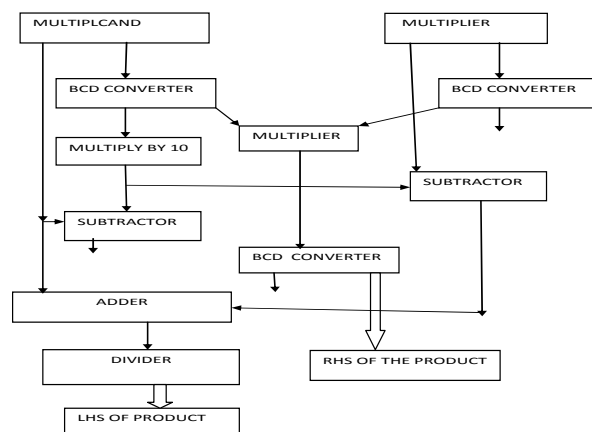 MULTIPLCAND
MULTIPLIER
BCD CONVERTER
BCD CONVERTER
MULTIPLIER
MULTIPLY BY 10
SUBTRACTOR
SUBTRACTOR
BCD CONVERTER
ADDER
DIVIDER
RHS OF THE PRODUCT
LHS OF PRODUCT